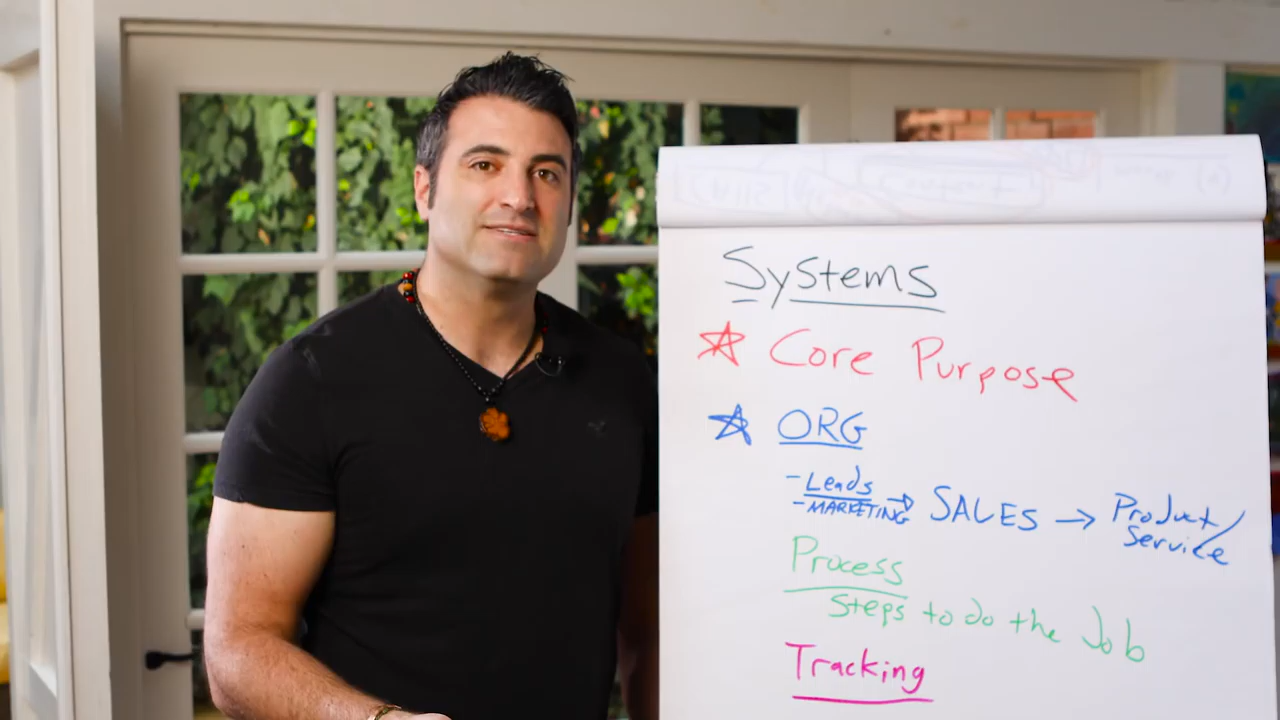 Systems
Core Purpose
ORG
- Leads
- MARKETING → SALES → Product/
Service
Process
Steps to do the Job
Tracking